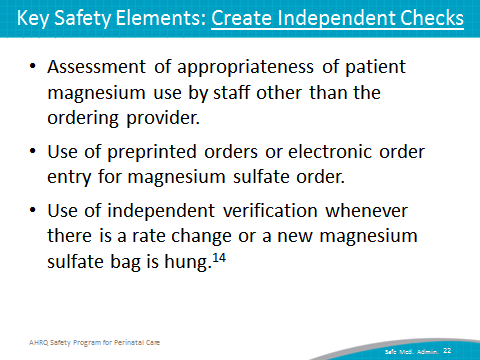 Key Safety Elements: Create Independent Checks
• Assessment of appropriateness of patient
magnesium use by staff other than the
ordering provider.
• Use of preprinted orders or electronic order
entry for magnesium sulfate order.
• Use of independent verification whenever
there is a rate change or a new magnesium
sulfate bag is hung.14
AHRQ Safety Program for Perinatal Care
Safe Med. Admin. 22